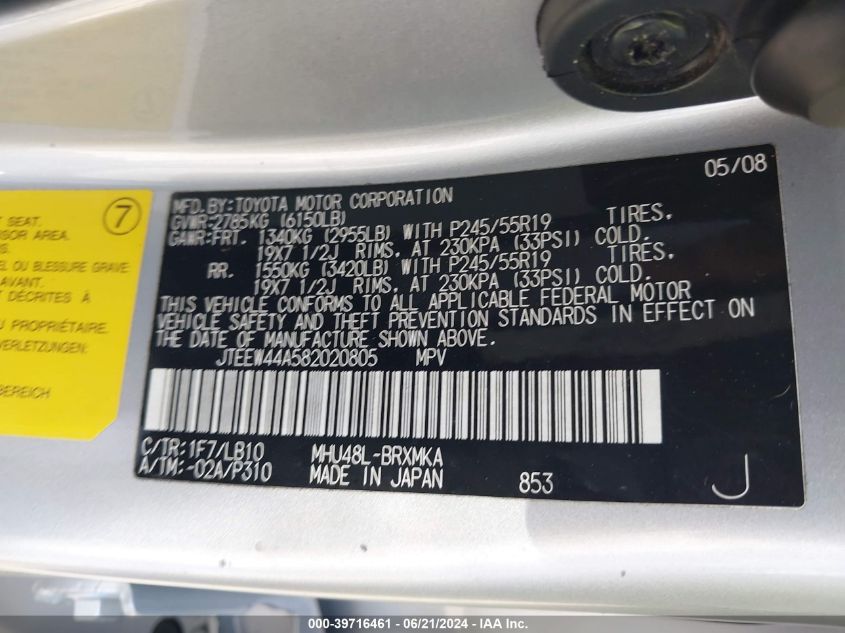 7
SEAT.
SOR AREA.
S.
EL OU BLESSURE GRAVE
AVANT.
DÉCRITES À
U PROPRIÉTAIRE.
VERLETZUNGEN.
BEREICH
05/08
MFD. BY: TOYOTA MOTOR CORPORATION
GVWR: 2785KG (6150LB)
GAWR: FRT. 1340KG (2955LB) WITH P245/55R19 TIRES,
19X7 1/2J RIMS, AT 230KPA (33PSI) COLD.
RR. 1550KG (3420LB) WITH P245/55R19 TIRES,
19X7 1/2J RIMS, AT 230KPA (33PSI) COLD.
THIS VEHICLE CONFORMS TO ALL APPLICABLE FEDERAL MOTOR
VEHICLE SAFETY AND THEFT PREVENTION STANDARDS IN EFFECT ON
THE DATE OF MANUFACTURE SHOWN ABOVE.
JTEEW44A582020805 MPV
C/TR: 1F7/LB10 MHU48L-BRXMKA
A/TM: -02A/P310 MADE IN JAPAN 853 J
000-39716461 - 06/21/2024 - IAA Inc.